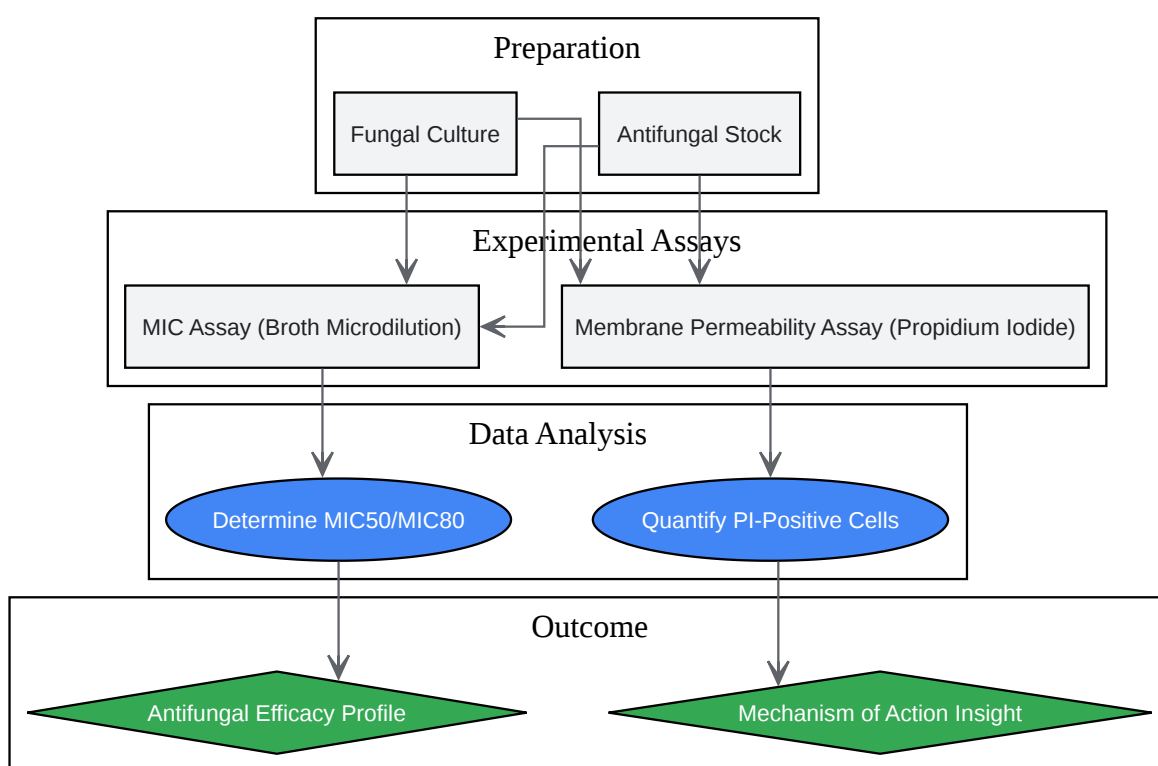 Preparation
Fungal Culture
Antifungal Stock
Experimental Assays
MIC Assay (Broth Microdilution)
Membrane Permeability Assay (Propidium Iodide)
Data Analysis
Determine MIC50/MIC80
Quantify PI-Positive Cells
Outcome
Antifungal Efficacy Profile
Mechanism of Action Insight